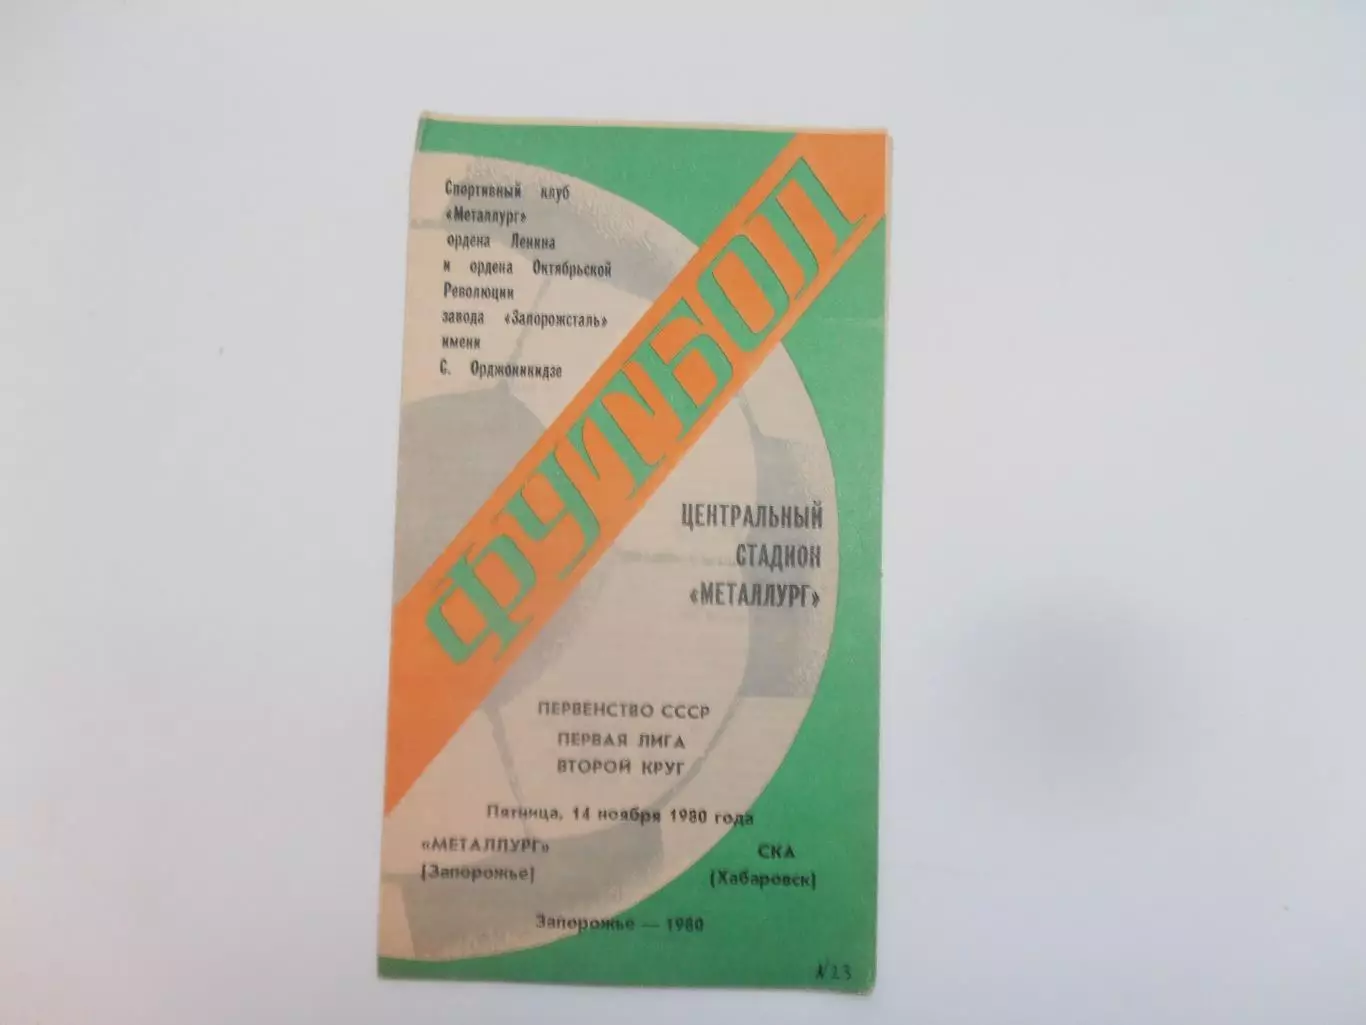 Спортивный клуб
«Металлург»
ордена Ленина
и ордена Октябрьской
Революции
завода «Запорожсталь»
имени
С. Орджоникидзе
ФУТБОЛ
ЦЕНТРАЛЬНЫЙ
СТАДИОН
«МЕТАЛЛУРГ»
ПЕРВЕНСТВО СССР
ПЕРВАЯ ЛИГА
ВТОРОЙ КРУГ
Пятница, 14 ноября 1980 года
«МЕТАЛЛУРГ» СКА
(Запорожье) (Хабаровск)
Запорожье — 1980
N23